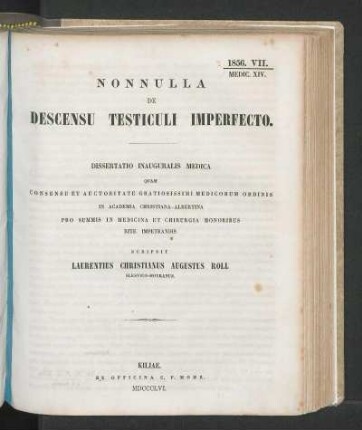 1856. VII.
MEDIC. XIV.
NONNULLA
DE
DESCENSU TESTICULI IMPERFECTO.
DISSERTATIO INAUGURALIS MEDICA
QUAM
CONSENSU ET AUCTORITATE GRATIOSISSIMI MEDICORUM ORDINIS
IN ACADEMIA CHRISTIANA-ALBERTINA
PRO SUMMIS IN MEDICINA ET CHIRURGIA HONORIBUS
RITE IMPETRANDIS
SCRIPSIT
LAURENTIUS CHRISTIANUS AUGUSTUS ROLL
KILIAE.
EX OFFICINA C. F. MOHR.
MDCCCLVI.